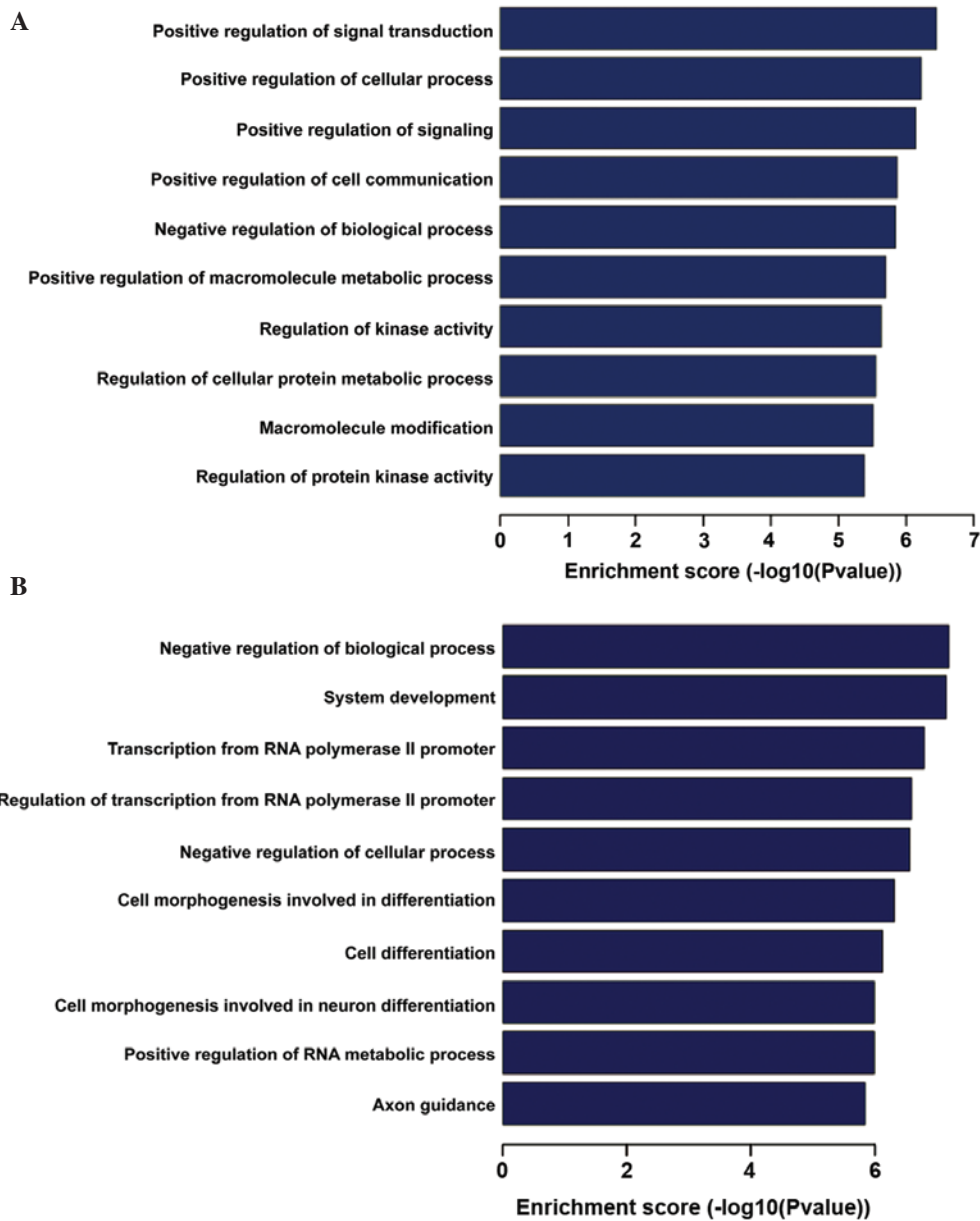 A
Positive regulation of signal transduction
Positive regulation of cellular process
Positive regulation of signaling
Positive regulation of cell communication
Negative regulation of biological process
Positive regulation of macromolecule metabolic process
Regulation of kinase activity
Regulation of cellular protein metabolic process
Macromolecule modification
Regulation of protein kinase activity
0 1 2 3 4 5 6 7
Enrichment score (-log10(Pvalue))
B
Negative regulation of biological process
System development
Transcription from RNA polymerase II promoter
Regulation of transcription from RNA polymerase II promoter
Negative regulation of cellular process
Cell morphogenesis involved in differentiation
Cell differentiation
Cell morphogenesis involved in neuron differentiation
Positive regulation of RNA metabolic process
Axon guidance
0 2 4 6
Enrichment score (-log10(Pvalue))